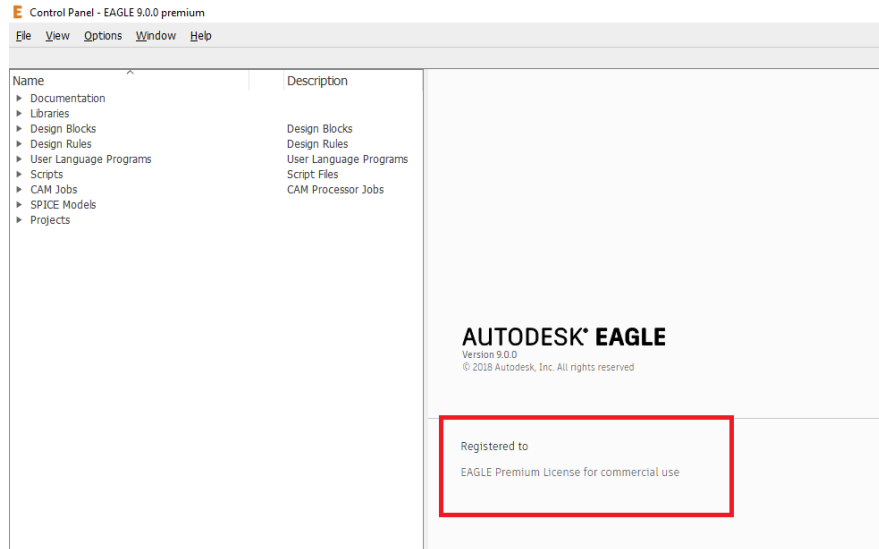 Control Panel - EAGLE 9.0.0 premium
File View Options Window Help
Name Description
Documentation
Libraries
Design Blocks Design Blocks
Design Rules Design Rules
User Language Programs User Language Programs
Scripts Script Files
CAM Jobs CAM Processor Jobs
SPICE Models
Projects
AUTODESK® EAGLE
Version 9.0.0
© 2018 Autodesk, Inc. All rights reserved
Registered to
EAGLE Premium License for commercial use